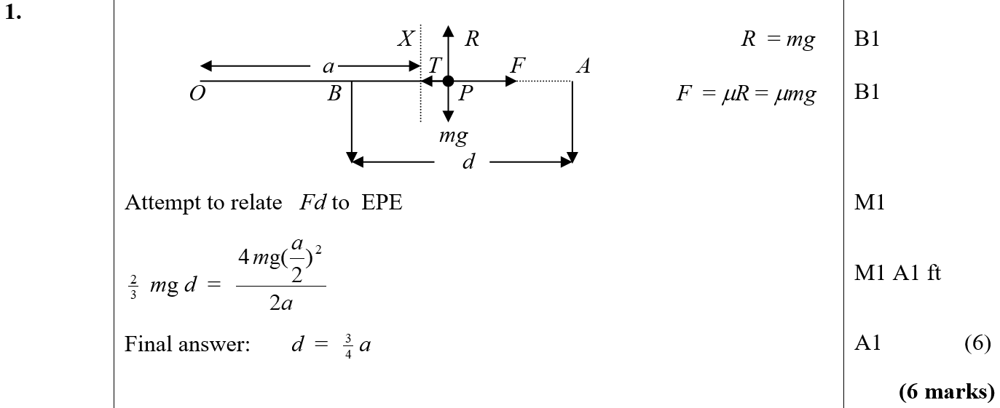 1.
X R R = mg B1
a T F A
O B P F = μR = μmg B1
mg
d
Attempt to relate Fd to EPE M1
2/3 mg d = 4mg(a/2)² / 2a M1 A1 ft
Final answer: d = 3/4 a A1 (6)
(6 marks)